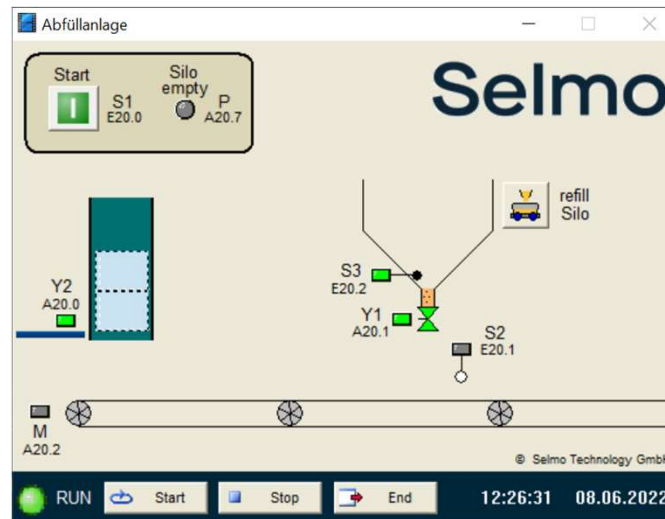 Abfüllanlage
Start
S1
E20.0
Silo
empty
P
A20.7
Selmo
refill
Silo
S3
E20.2
Y2
A20.0
Y1
A20.1
S2
E20.1
M
A20.2
© Selmo Technology GmbH
RUN
Start
Stop
End
12:26:31
08.06.2022